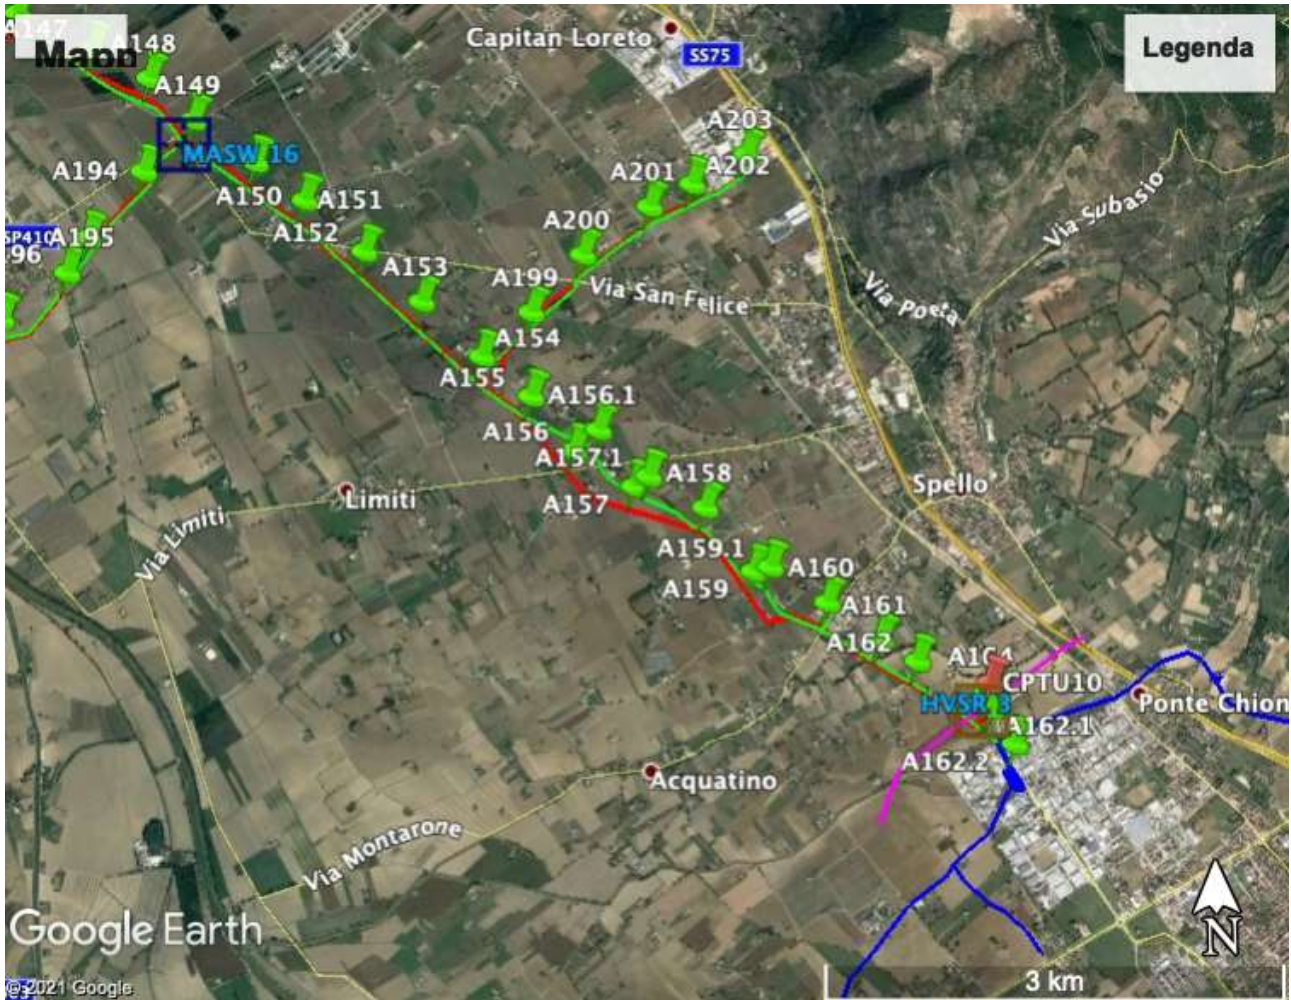 A147
Mapp
A148
Capitan Loreto
SS75
Legenda
A149
MASW 16
A203
A194
A201
A202
A150
A151
SP410
A195
A152
A200
Via Subasio
96
A153
A199
Via San Felice
Via Poeta
A154
A155
A156.1
A156
A157.1
A158
Spello
Limiti
A157
Via Limiti
A159.1
A160
A159
A161
A162
CPTU10
HVSR 3
Ponte Chion
A162.1
A162.2
Acquatino
Via Montarone
Google Earth
N
3 km
© 2021 Google